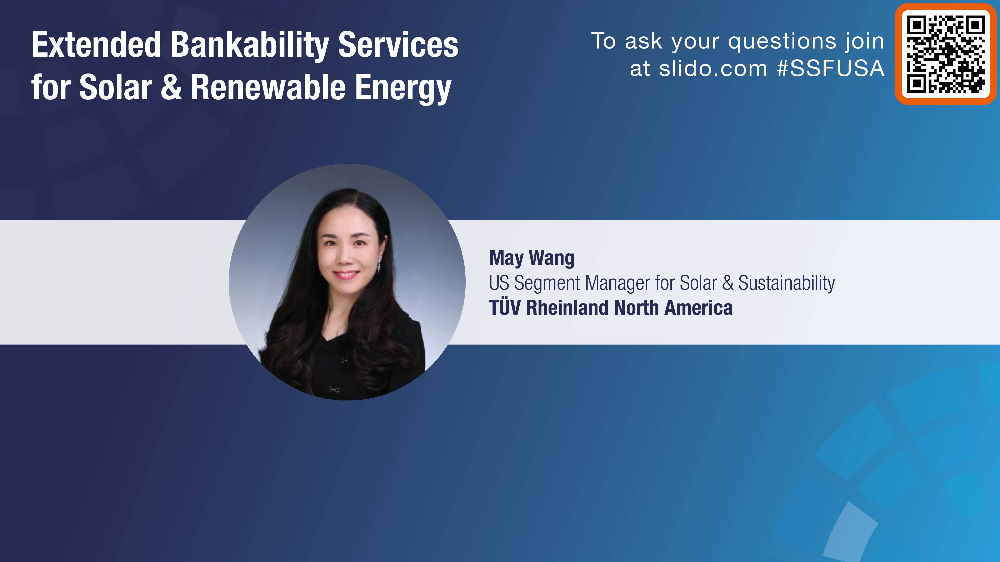 Extended Bankability Services
for Solar & Renewable Energy
To ask your questions join
at slido.com #SSFUSA
May Wang
US Segment Manager for Solar & Sustainability
TÜV Rheinland North America